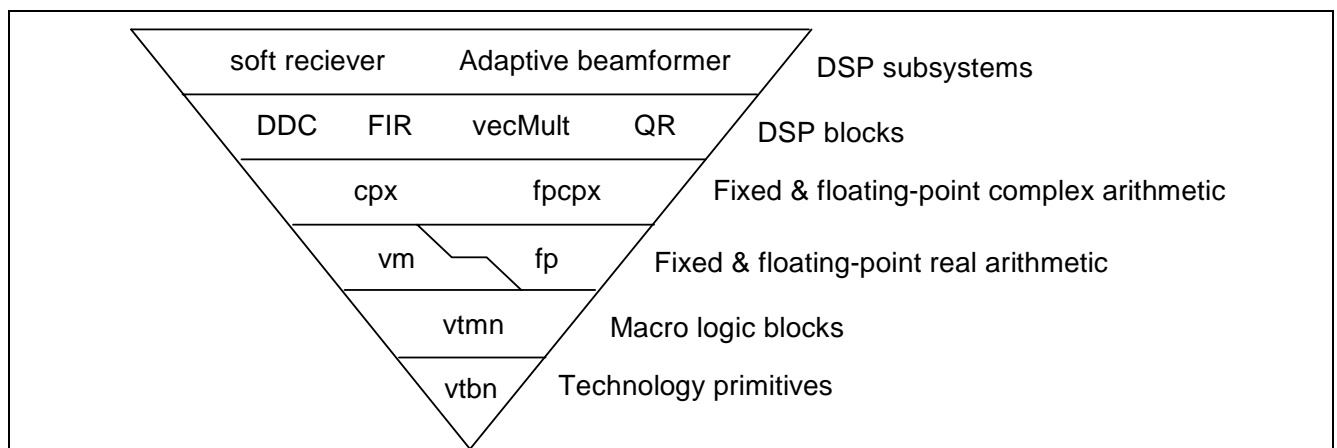 soft reciever Adaptive beamformer DSP subsystems
DDC FIR vecMult QR DSP blocks
cpx fpcpx Fixed & floating-point complex arithmetic
vm fp Fixed & floating-point real arithmetic
vtmn Macro logic blocks
vtbn Technology primitives